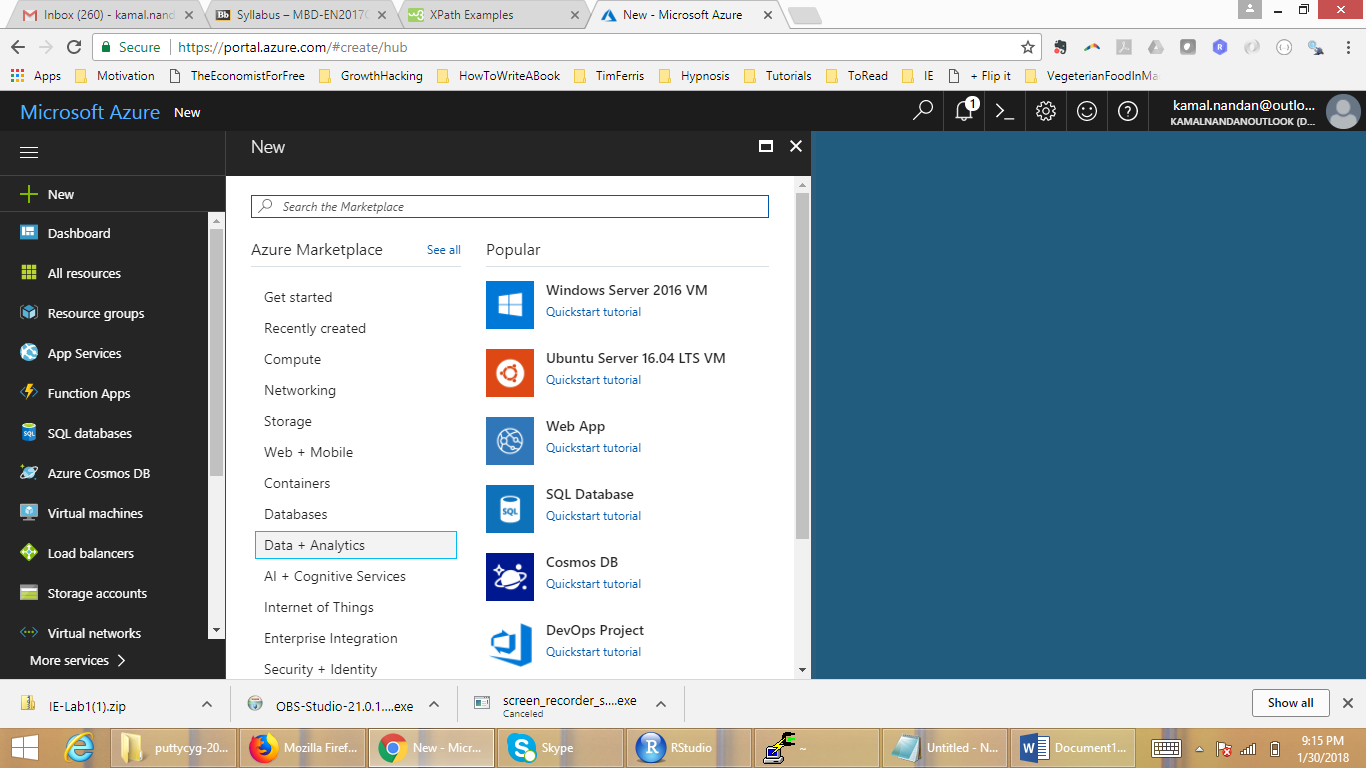 Inbox (260) - kamal.nand
Syllabus – MBD-EN2017
XPath Examples
New - Microsoft Azure
Secure
https://portal.azure.com/#create/hub
Apps
Motivation
TheEconomistForFree
GrowthHacking
HowToWriteABook
TimFerris
Hypnosis
Tutorials
ToRead
IE
+ Flip it
VegeterianFoodInMa
Microsoft Azure
New
1
kamal.nandan@outlo...
KAMALNANDANOUTLOOK (D...
New
Dashboard
All resources
Resource groups
App Services
Function Apps
SQL databases
Azure Cosmos DB
Virtual machines
Load balancers
Storage accounts
Virtual networks
More services
New
Search the Marketplace
Azure Marketplace
See all
Get started
Recently created
Compute
Networking
Storage
Web + Mobile
Containers
Databases
Data + Analytics
AI + Cognitive Services
Internet of Things
Enterprise Integration
Security + Identity
Popular
Windows Server 2016 VM
Quickstart tutorial
Ubuntu Server 16.04 LTS VM
Quickstart tutorial
Web App
Quickstart tutorial
SQL Database
Quickstart tutorial
Cosmos DB
Quickstart tutorial
DevOps Project
Quickstart tutorial
IE-Lab1(1).zip
OBS-Studio-21.0.1....exe
screen_recorder_s....exe
Canceled
Show all
puttycyg-20...
Mozilla Firef...
New - Micr...
Skype
RStudio
~
Untitled - N...
Document1...
9:15 PM
1/30/2018